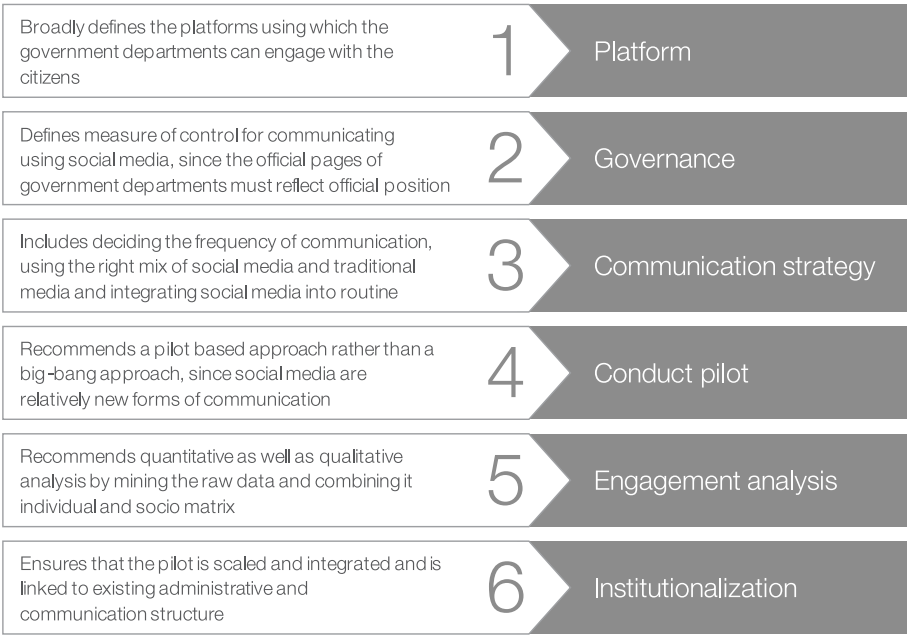 Broadly defines the platforms using which the
government departments can engage with the
citizens
1
Platform
Defines measure of control for communicating
using social media, since the official pages of
government departments must reflect official position
2
Governance
Includes deciding the frequency of communication,
using the right mix of social media and traditional
media and integrating social media into routine
3
Communication strategy
Recommends a pilot based approach rather than a
big-bang approach, since social media are
relatively new forms of communication
4
Conduct pilot
Recommends quantitative as well as qualitative
analysis by mining the raw data and combining it
individual and socio matrix
5
Engagement analysis
Ensures that the pilot is scaled and integrated and is
linked to existing administrative and
communication structure
6
Institutionalization